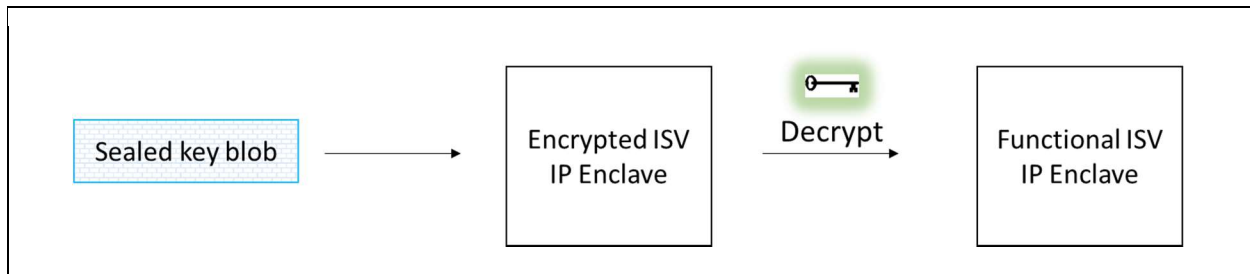 Sealed key blob
Encrypted ISV
IP Enclave
Decrypt
Functional ISV
IP Enclave